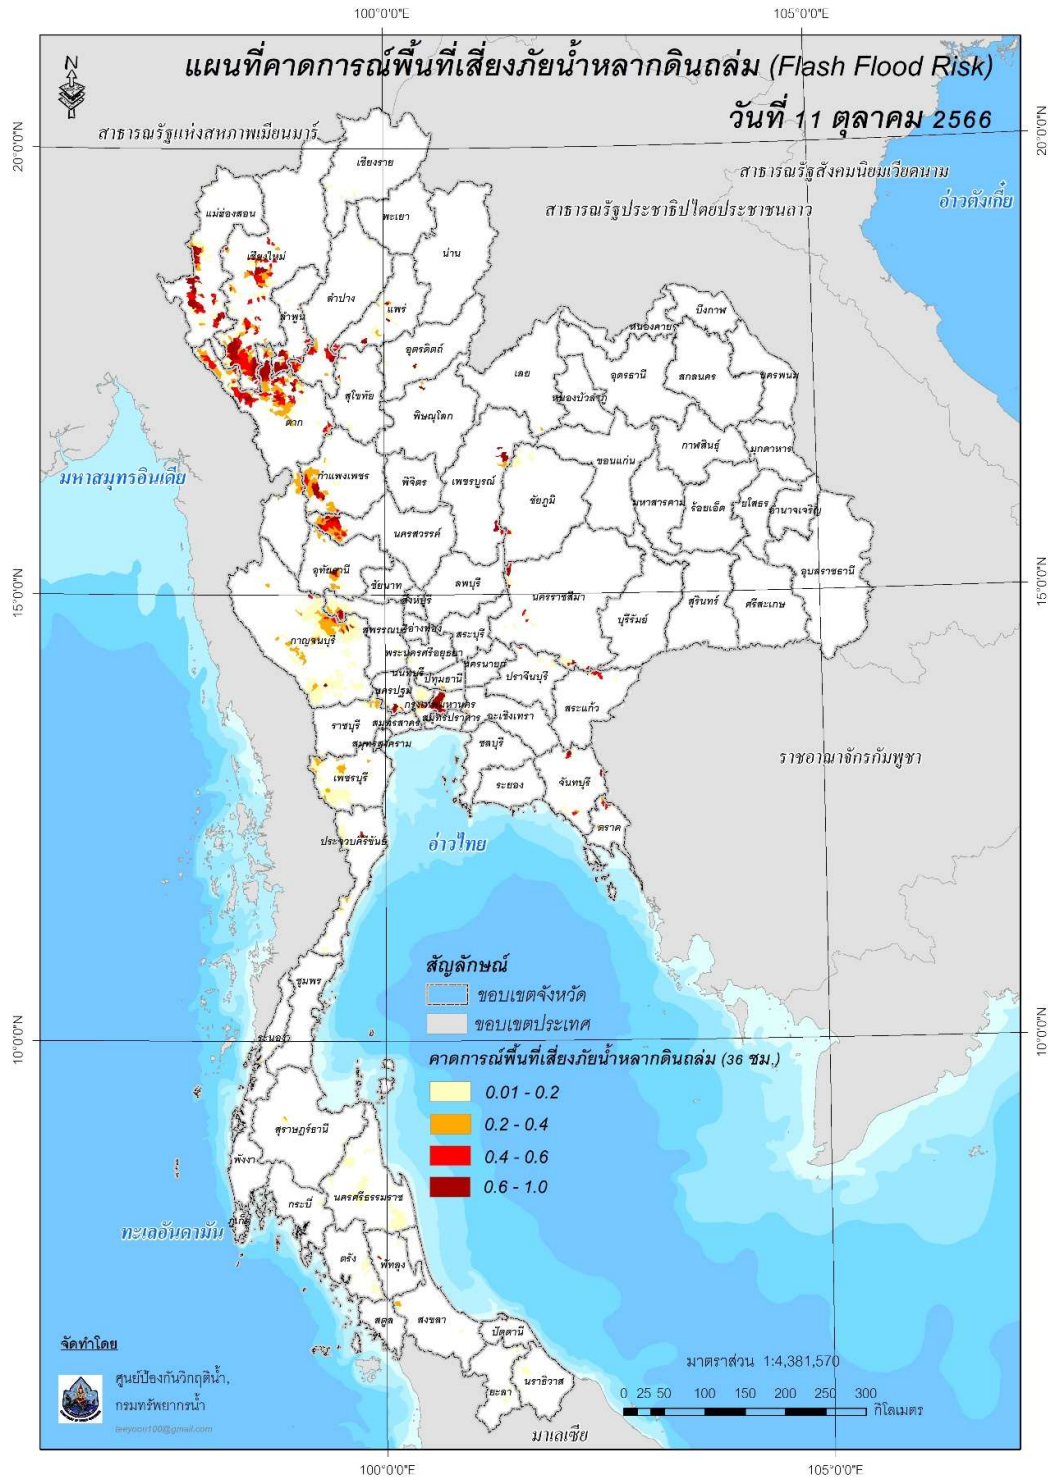 100°0'0"E
105°0'0"E
แผนที่คาดการณ์พื้นที่เสี่ยงภัยน้ำหลากดินถล่ม (Flash Flood Risk)
วันที่ 11 ตุลาคม 2566
N
20°0'0"N
20°0'0"N
สาธารณรัฐแห่งสหภาพเมียนมาร์
สาธารณรัฐสังคมนิยมเวียดนาม
สาธารณรัฐประชาธิปไตยประชาชนลาว
อ่าวตังเกี๋ย
เชียงราย
แม่ฮ่องสอน
พะเยา
น่าน
เชียงใหม่
ลำปาง
ลำพูน
แพร่
บึงกาฬ
หนองคาย
อุตรดิตถ์
เลย
อุดรธานี
สกลนคร
นครพนม
สุโขทัย
หนองบัวลำภู
ตาก
พิษณุโลก
กาฬสินธุ์
มุกดาหาร
ขอนแก่น
มหาสมุทรอินเดีย
กำแพงเพชร
พิจิตร
เพชรบูรณ์
ชัยภูมิ
มหาสารคาม
ร้อยเอ็ด
ยโสธร
อำนาจเจริญ
นครสวรรค์
อุทัยธานี
ชัยนาท
ลพบุรี
นครราชสีมา
อุบลราชธานี
15°0'0"N
15°0'0"N
สิงห์บุรี
สุรินทร์
ศรีสะเกษ
บุรีรัมย์
กาญจนบุรี
สุพรรณบุรี
อ่างทอง
สระบุรี
พระนครศรีอยุธยา
นครนายก
นนทบุรี
ปทุมธานี
ปราจีนบุรี
นครปฐม
กรุงเทพมหานคร
สระแก้ว
ราชบุรี
สมุทรสาคร
สมุทรปราการ
ฉะเชิงเทรา
สมุทรสงคราม
ชลบุรี
ราชอาณาจักรกัมพูชา
เพชรบุรี
ระยอง
จันทบุรี
ตราด
ประจวบคีรีขันธ์
อ่าวไทย
ชุมพร
ระนอง
10°0'0"N
10°0'0"N
สัญลักษณ์
ขอบเขตจังหวัด
ขอบเขตประเทศ
คาดการณ์พื้นที่เสี่ยงภัยน้ำหลากดินถล่ม (36 ชม.)
0.01 - 0.2
0.2 - 0.4
0.4 - 0.6
0.6 - 1.0
สุราษฎร์ธานี
พังงา
กระบี่
นครศรีธรรมราช
ภูเก็ต
ทะเลอันดามัน
ตรัง
พัทลุง
สตูล
สงขลา
ปัตตานี
ยะลา
นราธิวาส
มาเลเซีย
จัดทำโดย
ศูนย์ป้องกันวิกฤติน้ำ,
กรมทรัพยากรน้ำ
leeyoon100@gmail.com
มาตราส่วน 1:4,381,570
0 25 50 100 150 200 250 300
กิโลเมตร
100°0'0"E
105°0'0"E